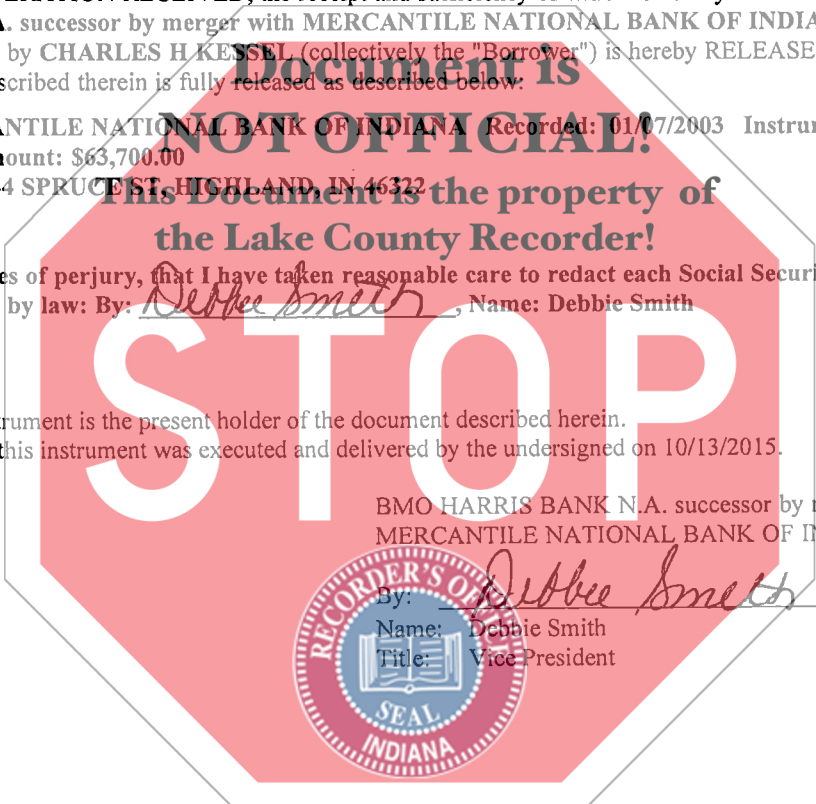 A. successor by merger with MERCANTILE NATIONAL BANK OF INDIA
by CHARLES H KESSEL (collectively the "Borrower") is hereby RELEASE
scribed therein is fully released as described below:
Document is
ANTILE NATIONAL BANK OF INDIANA Recorded: 01/07/2003 Instrum
NOT OFFICIAL!
ount: $63,700.00
4 SPRUCE ST, HIGHLAND, IN 46322
This Document is the property of
the Lake County Recorder!
es of perjury, that I have taken reasonable care to redact each Social Securi
by law: By: Debbie Smith, Name: Debbie Smith
STOP
trument is the present holder of the document described herein.
this instrument was executed and delivered by the undersigned on 10/13/2015.
BMO HARRIS BANK N.A. successor by
MERCANTILE NATIONAL BANK OF IN
By: Debbie Smith
Name: Debbie Smith
Title: Vice President
RECORDER'S OFFICE
SEAL
INDIANA